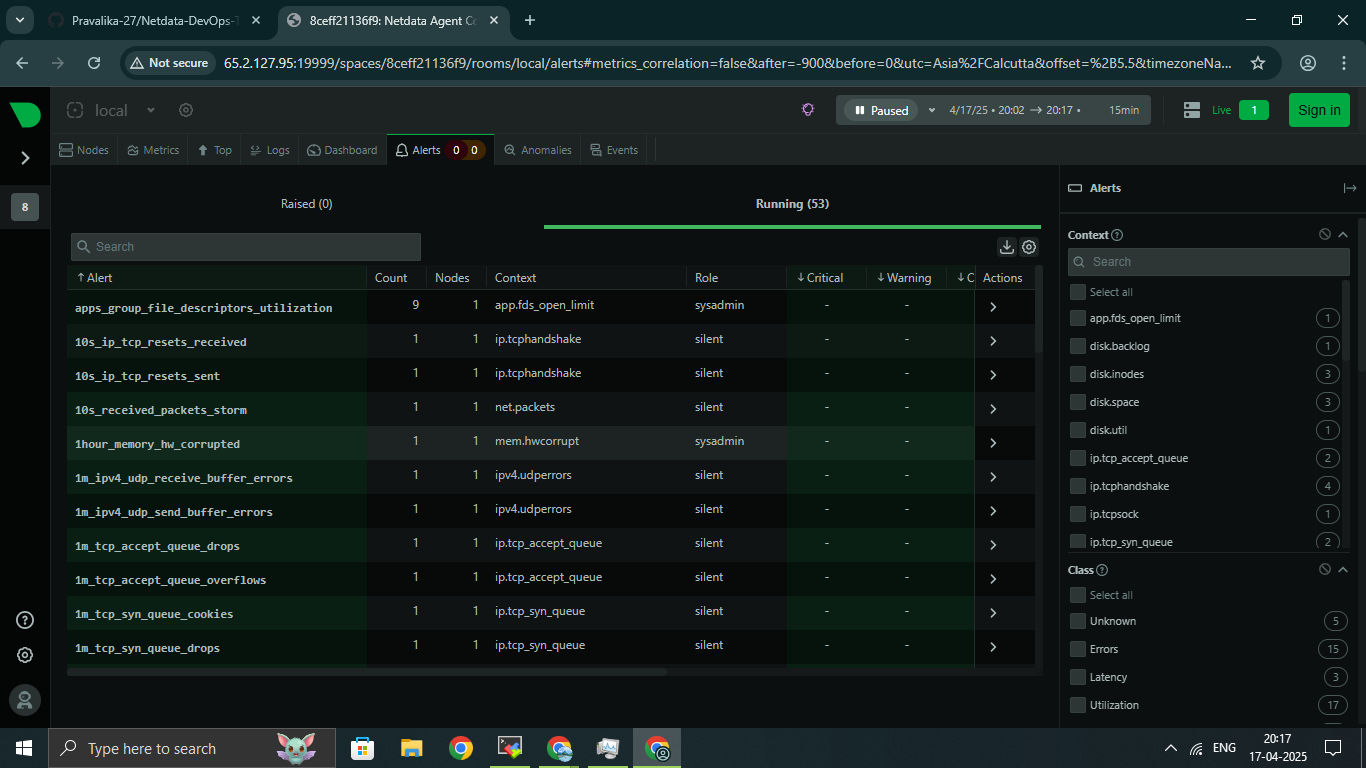 Pravalika-27/Netdata-DevOps-T
8ceff21136f9: Netdata Agent Co
Not secure
65.2.127.95:19999/spaces/8ceff21136f9/rooms/local/alerts#metrics_correlation=false&after=-900&before=0&utc=Asia%2FCalcutta&offset=%2B5.5&timezoneNa...
local
Paused
4/17/25 • 20:02 → 20:17 •
15min
Live
1
Sign in
Nodes
Metrics
Top
Logs
Dashboard
Alerts
0
0
Anomalies
Events
8
Raised (0)
Running (53)
Search
↑ Alert Count Nodes Context Role ↓ Critical ↓ Warning ↓ C Actions
apps_group_file_descriptors_utilization 9 1 app.fds_open_limit sysadmin - -
10s_ip_tcp_resets_received 1 1 ip.tcphandshake silent - -
10s_ip_tcp_resets_sent 1 1 ip.tcphandshake silent - -
10s_received_packets_storm 1 1 net.packets silent - -
1hour_memory_hw_corrupted 1 1 mem.hwcorrupt sysadmin - -
1m_ipv4_udp_receive_buffer_errors 1 1 ipv4.udperrors silent - -
1m_ipv4_udp_send_buffer_errors 1 1 ipv4.udperrors silent - -
1m_tcp_accept_queue_drops 1 1 ip.tcp_accept_queue silent - -
1m_tcp_accept_queue_overflows 1 1 ip.tcp_accept_queue silent - -
1m_tcp_syn_queue_cookies 1 1 ip.tcp_syn_queue silent - -
1m_tcp_syn_queue_drops 1 1 ip.tcp_syn_queue silent - -
Alerts
Context
Search
Select all
app.fds_open_limit 1
disk.backlog 1
disk.inodes 3
disk.space 3
disk.util 1
ip.tcp_accept_queue 2
ip.tcphandshake 4
ip.tcpsock 1
ip.tcp_syn_queue 2
Class
Select all
Unknown 5
Errors 15
Latency 3
Utilization 17
Type here to search
ENG
20:17
17-04-2025